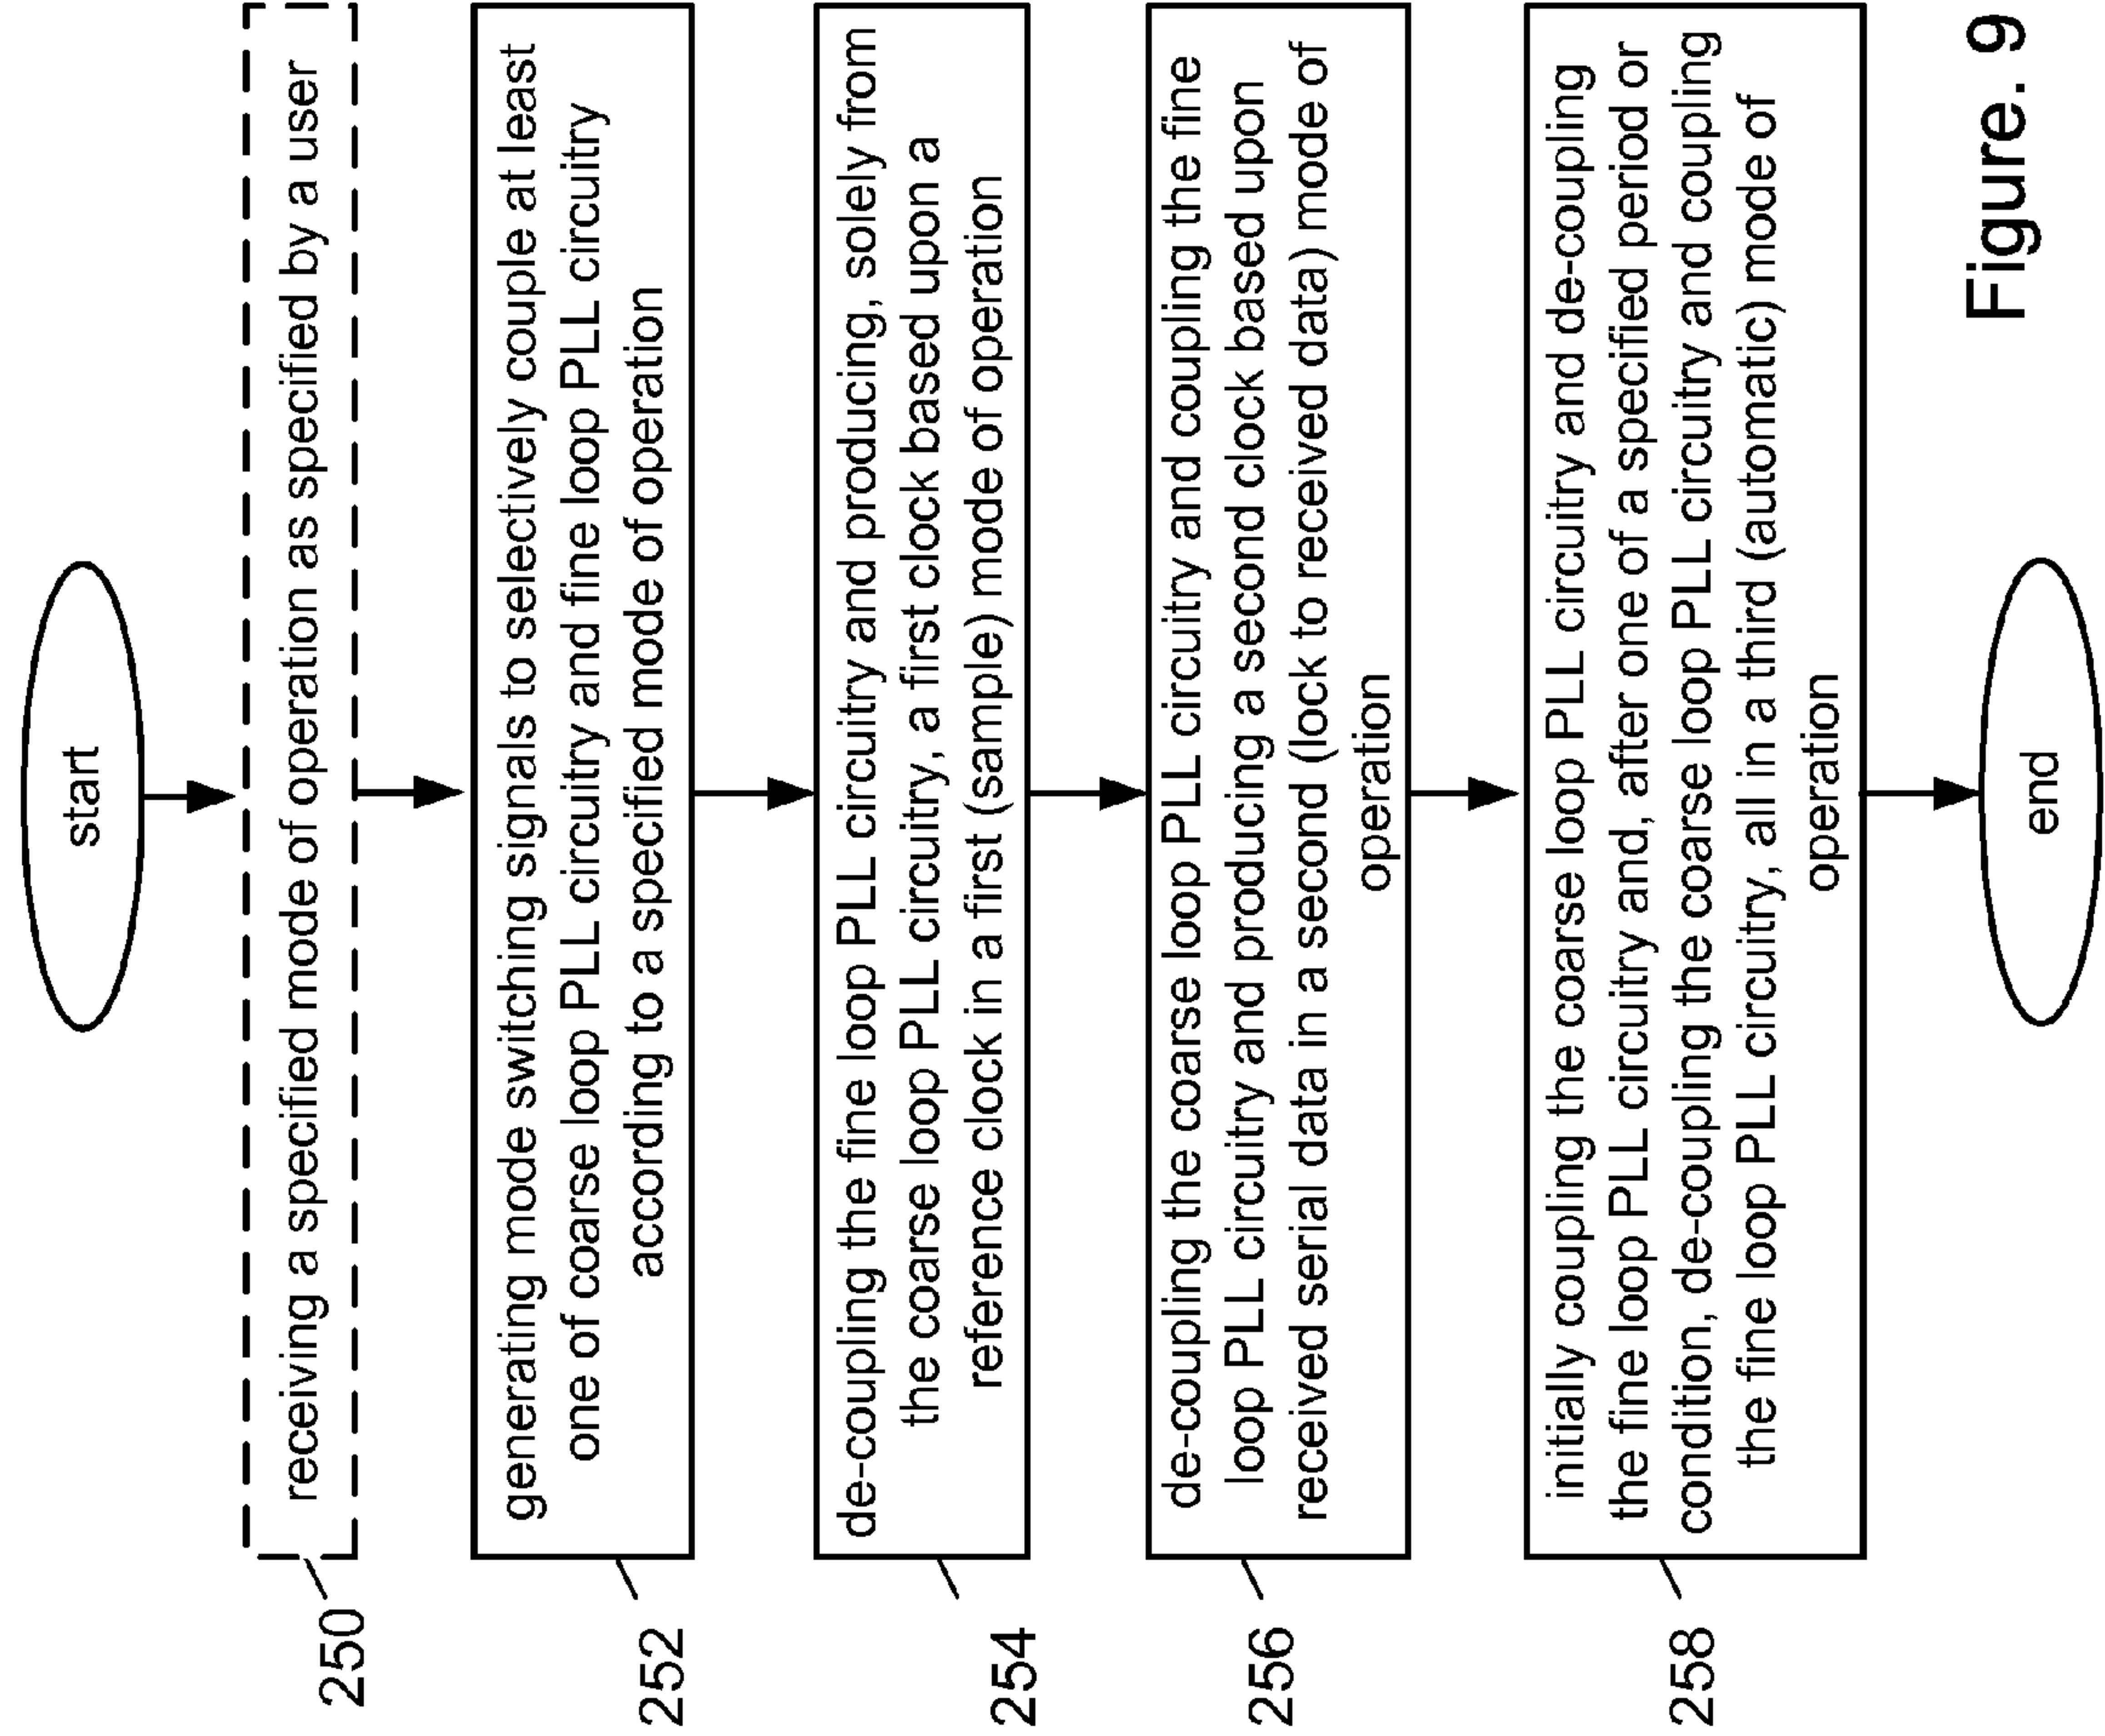 start
receiving a specified mode of operation as specified by a user
250
generating mode switching signals to selectively couple at least
one of coarse loop PLL circuitry and fine loop PLL circuitry
according to a specified mode of operation
252
de-coupling the fine loop PLL circuitry and producing, solely from
the coarse loop PLL circuitry, a first clock based upon a
reference clock in a first (sample) mode of operation
254
de-coupling the coarse loop PLL circuitry and coupling the fine
loop PLL circuitry and producing a second clock based upon
received serial data in a second (lock to received data) mode of
operation
256
initially coupling the coarse loop PLL circuitry and de-coupling
the fine loop PLL circuitry and, after one of a specified period or
condition, de-coupling the coarse loop PLL circuitry and coupling
the fine loop PLL circuitry, all in a third (automatic) mode of
operation
258
end
Figure. 9